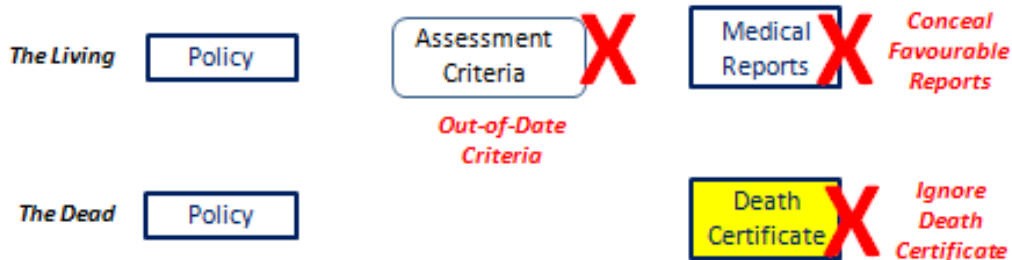 The Living
Policy
Assessment
Criteria
X
Medical
Reports
X
Conceal
Favourable
Reports
Out-of-Date
Criteria
The Dead
Policy
Death
Certificate
X
Ignore
Death
Certificate